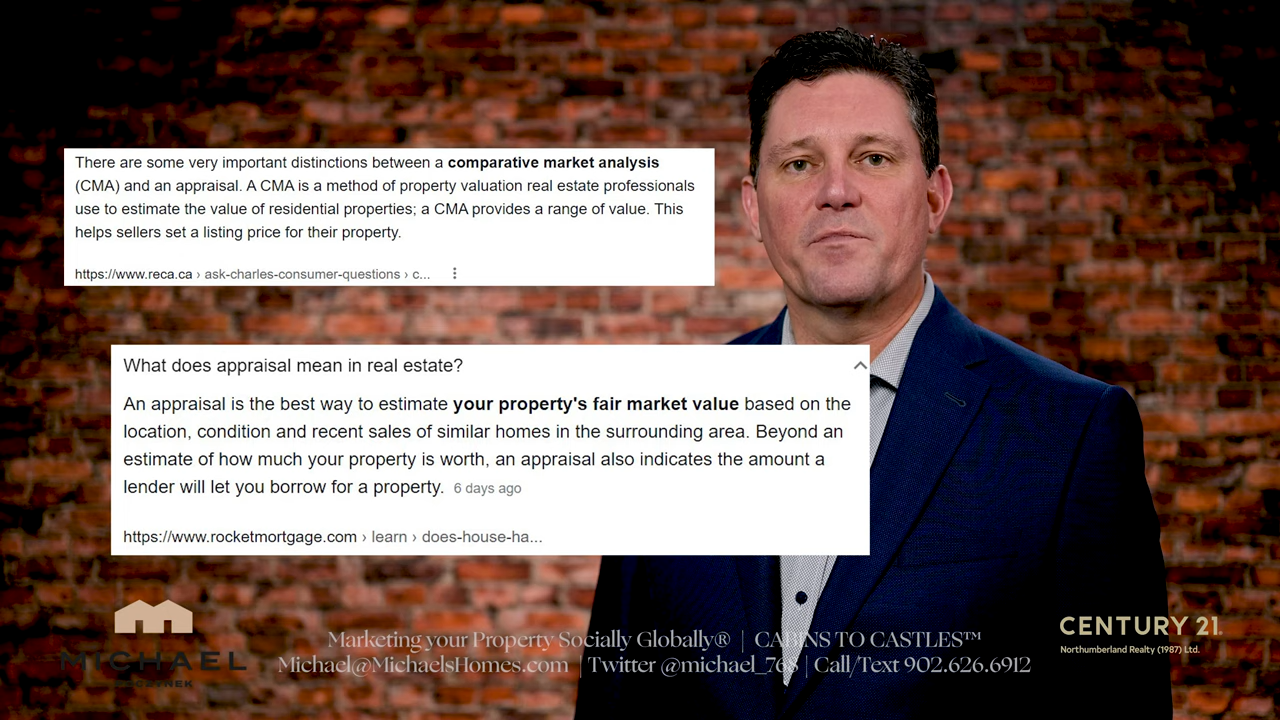 There are some very important distinctions between a comparative market analysis
(CMA) and an appraisal. A CMA is a method of property valuation real estate professionals
use to estimate the value of residential properties; a CMA provides a range of value. This
helps sellers set a listing price for their property.
https://www.reca.ca › ask-charles-consumer-questions › c...
What does appraisal mean in real estate?
An appraisal is the best way to estimate your property's fair market value based on the
location, condition and recent sales of similar homes in the surrounding area. Beyond an
estimate of how much your property is worth, an appraisal also indicates the amount a
lender will let you borrow for a property. 6 days ago
https://www.rocketmortgage.com › learn › does-house-ha...
MICHAEL
Marketing your Property Socially Globally® | CABINS TO CASTLES™
Michael@MichaelsHomes.com | Twitter @michael_768 | Call/Text 902.626.6912
CENTURY 21.
Northumberland Realty (1987) Ltd.